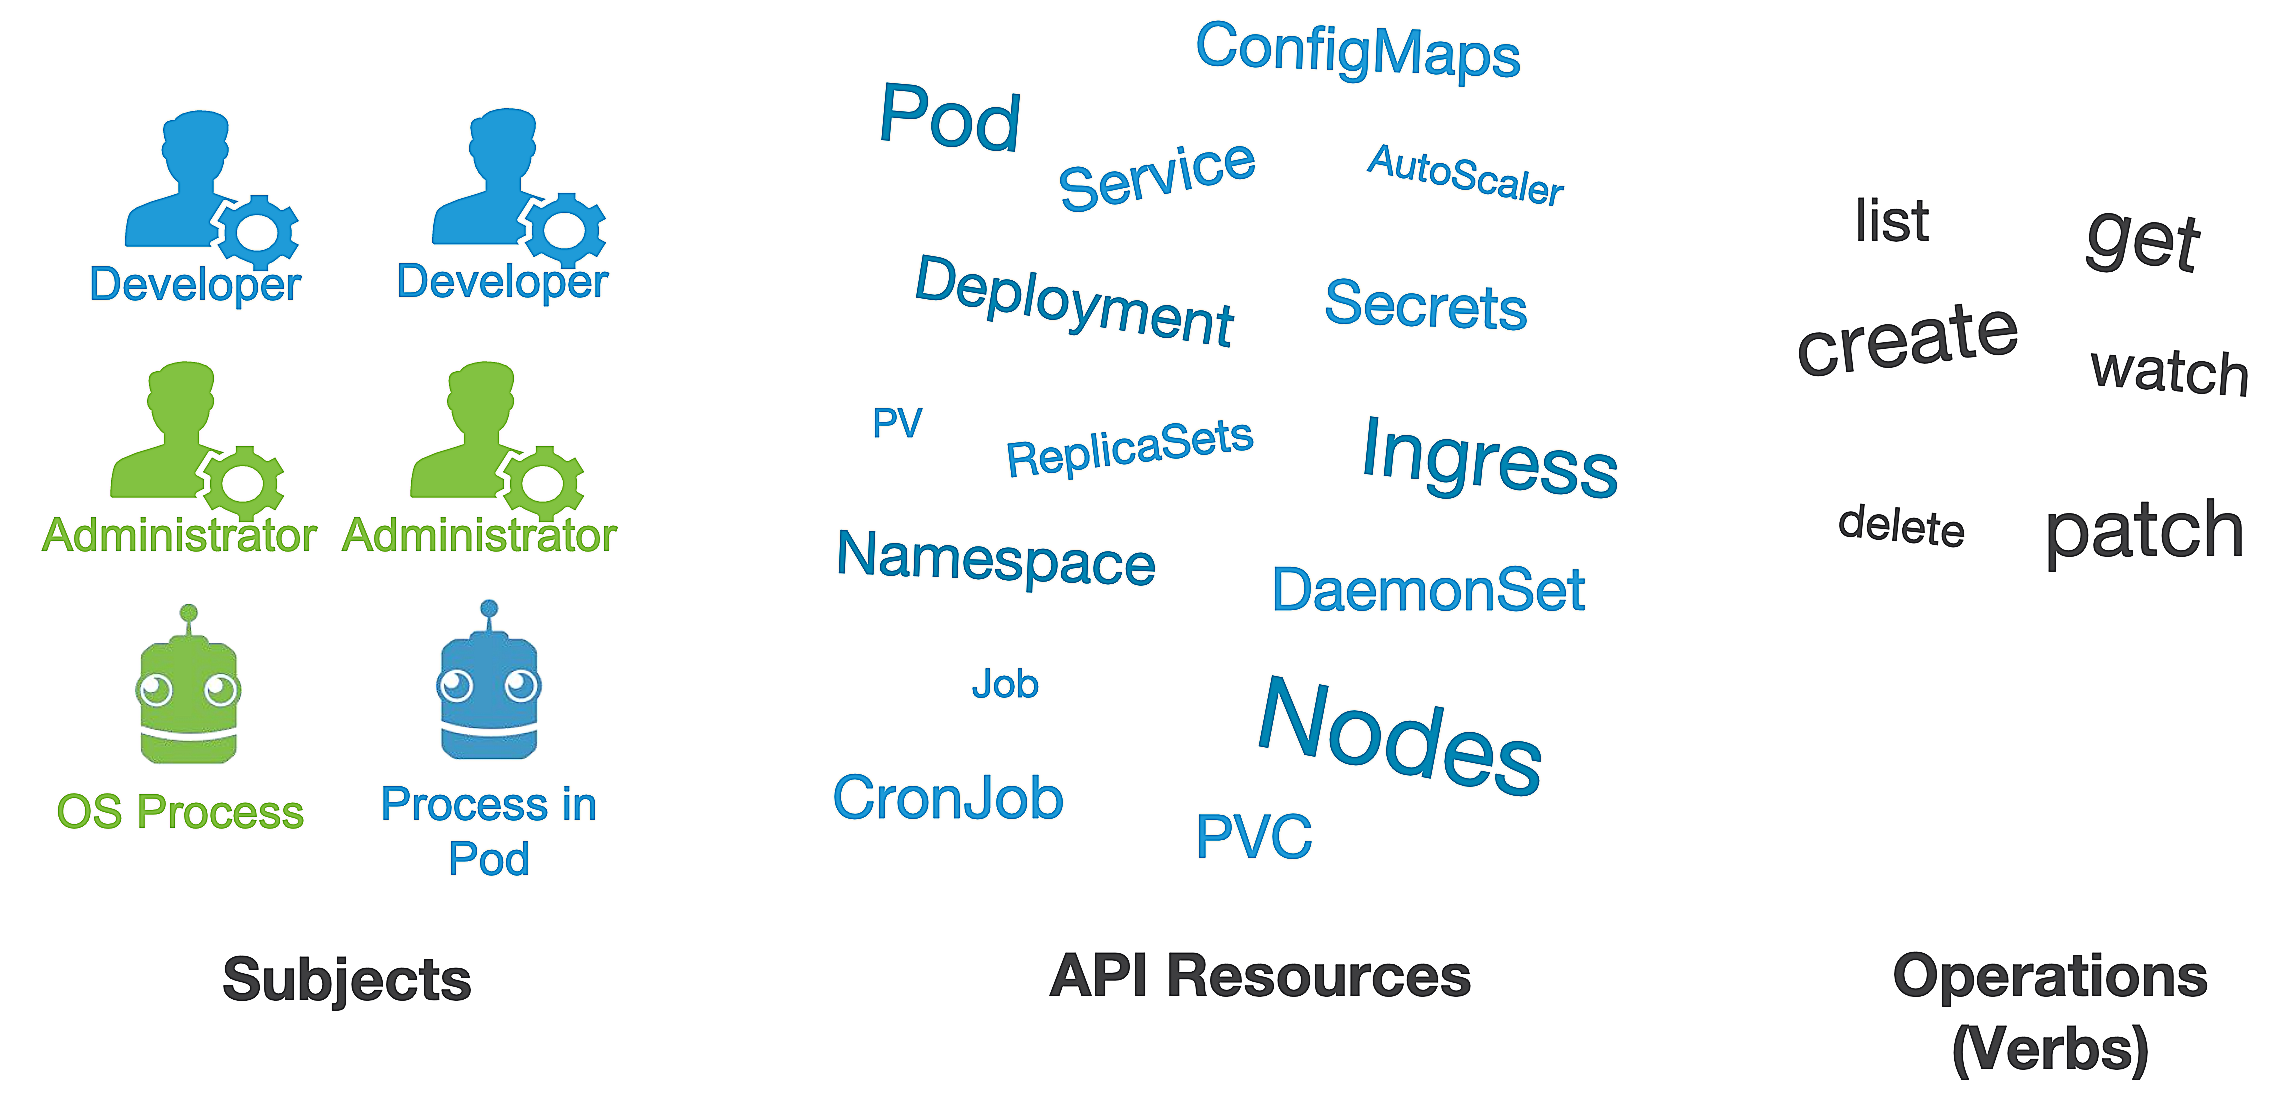 Developer
Developer
Administrator
Administrator
OS Process
Process in
Pod
Subjects
ConfigMaps
Pod
Service
AutoScaler
Deployment
Secrets
PV
ReplicaSets
Ingress
Namespace
DaemonSet
Job
Nodes
CronJob
PVC
API Resources
list
get
create
watch
delete
patch
Operations
(Verbs)